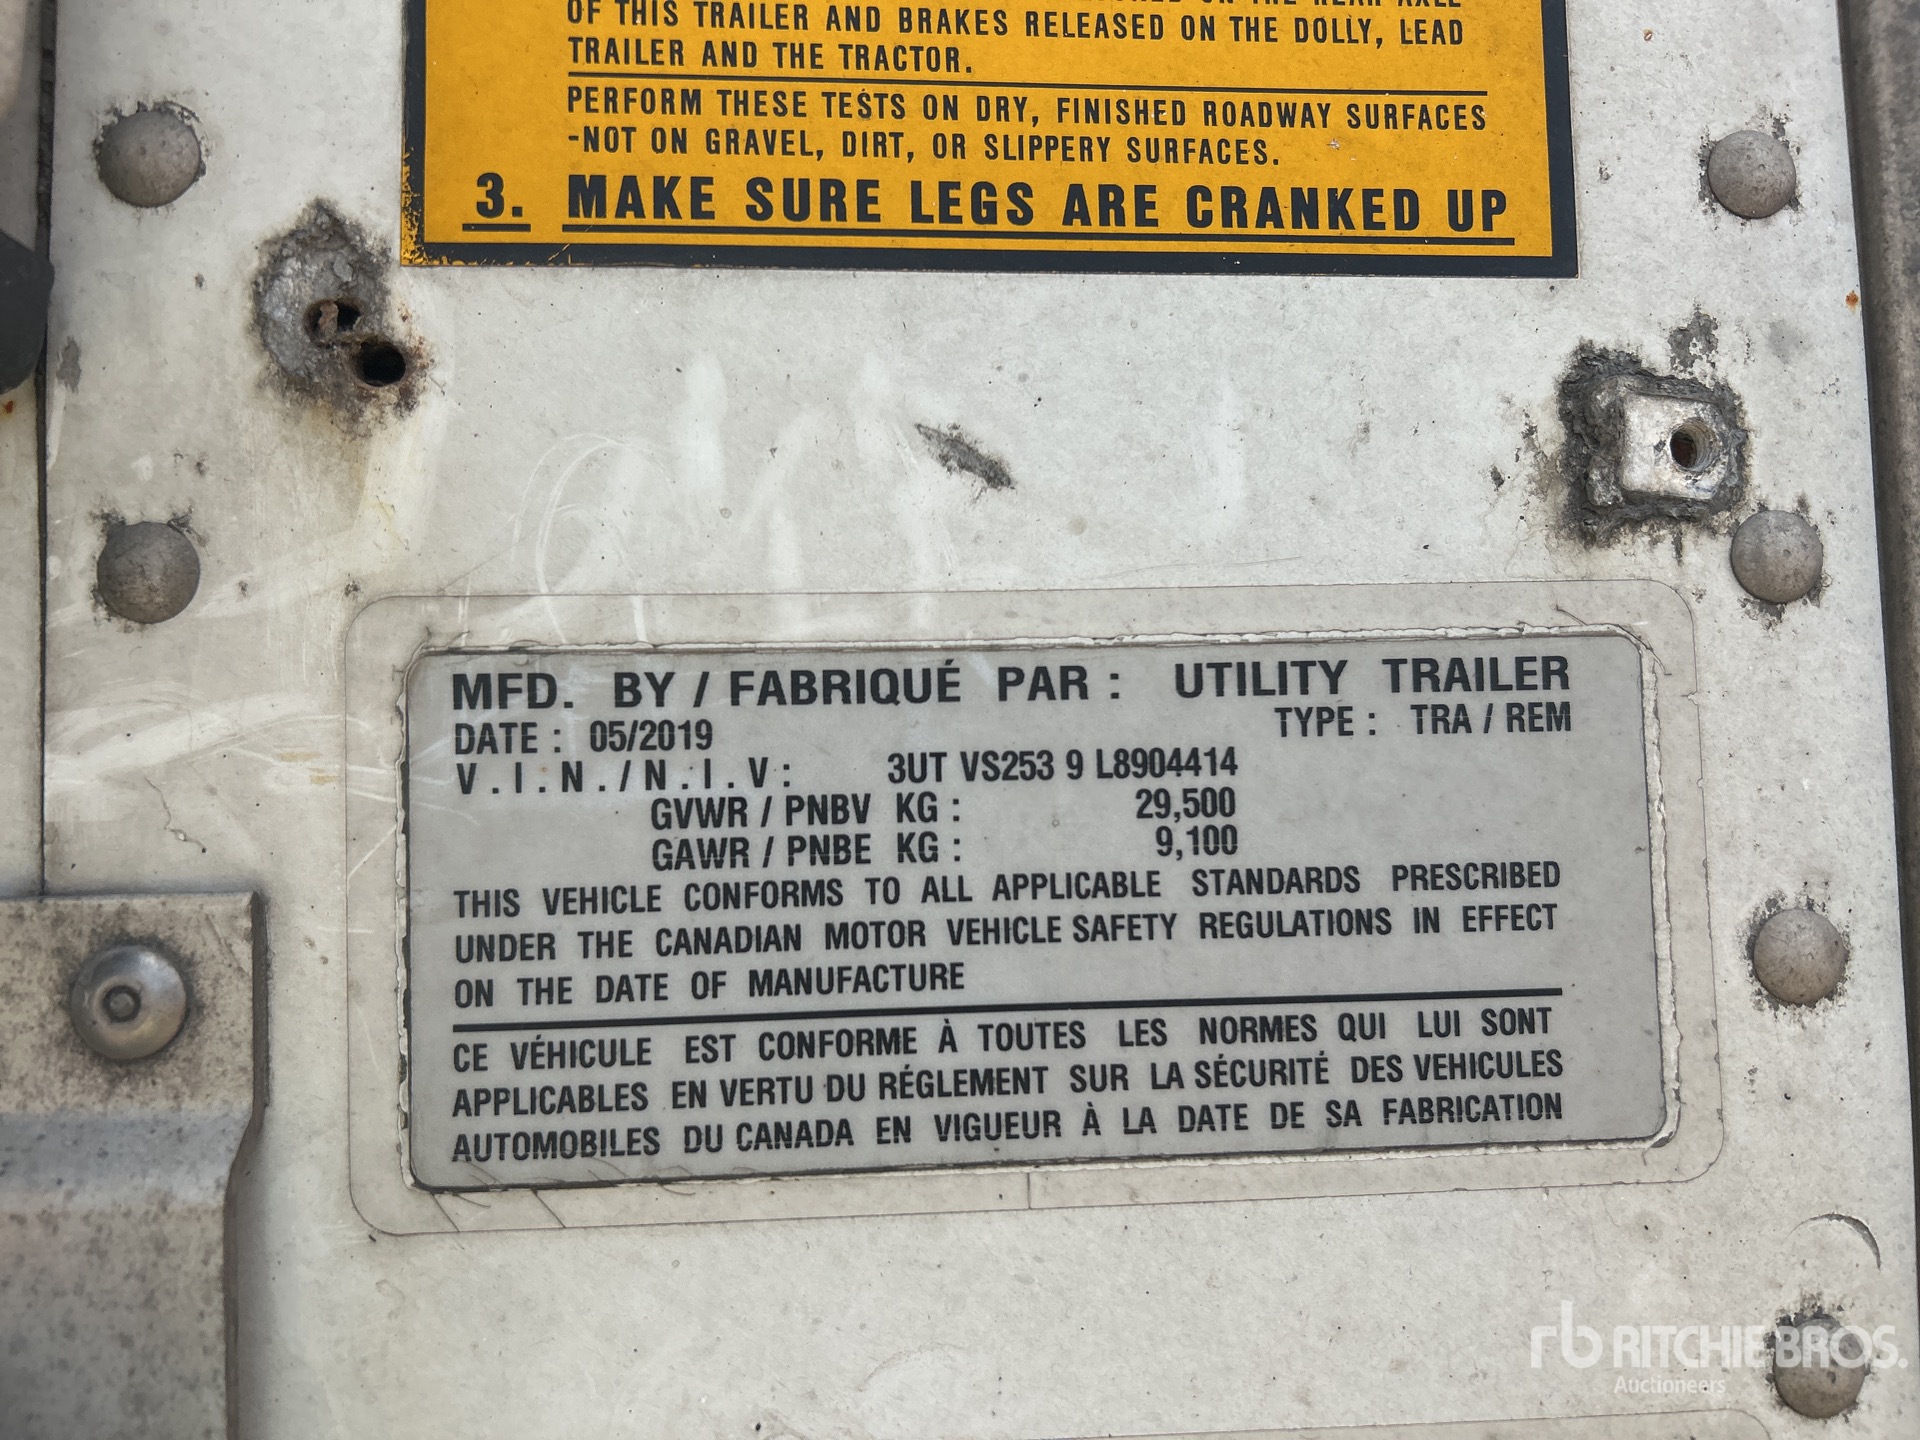 OF THIS TRAILER AND BRAKES RELEASED ON THE DOLLY, LEAD
TRAILER AND THE TRACTOR.
PERFORM THESE TESTS ON DRY, FINISHED ROADWAY SURFACES
-NOT ON GRAVEL, DIRT, OR SLIPPERY SURFACES.
3. MAKE SURE LEGS ARE CRANKED UP
MFD. BY / FABRIQUÉ PAR : UTILITY TRAILER
DATE : 05/2019 TYPE : TRA / REM
V.I.N./N.I.V: 3UT VS253 9 L8904414
GVWR / PNBV KG : 29,500
GAWR / PNBE KG : 9,100
THIS VEHICLE CONFORMS TO ALL APPLICABLE STANDARDS PRESCRIBED
UNDER THE CANADIAN MOTOR VEHICLE SAFETY REGULATIONS IN EFFECT
ON THE DATE OF MANUFACTURE
CE VÉHICULE EST CONFORME À TOUTES LES NORMES QUI LUI SONT
APPLICABLES EN VERTU DU RÉGLEMENT SUR LA SÉCURITÉ DES VEHICULES
AUTOMOBILES DU CANADA EN VIGUEUR À LA DATE DE SA FABRICATION
rb RITCHIE BROS.
Auctioneers